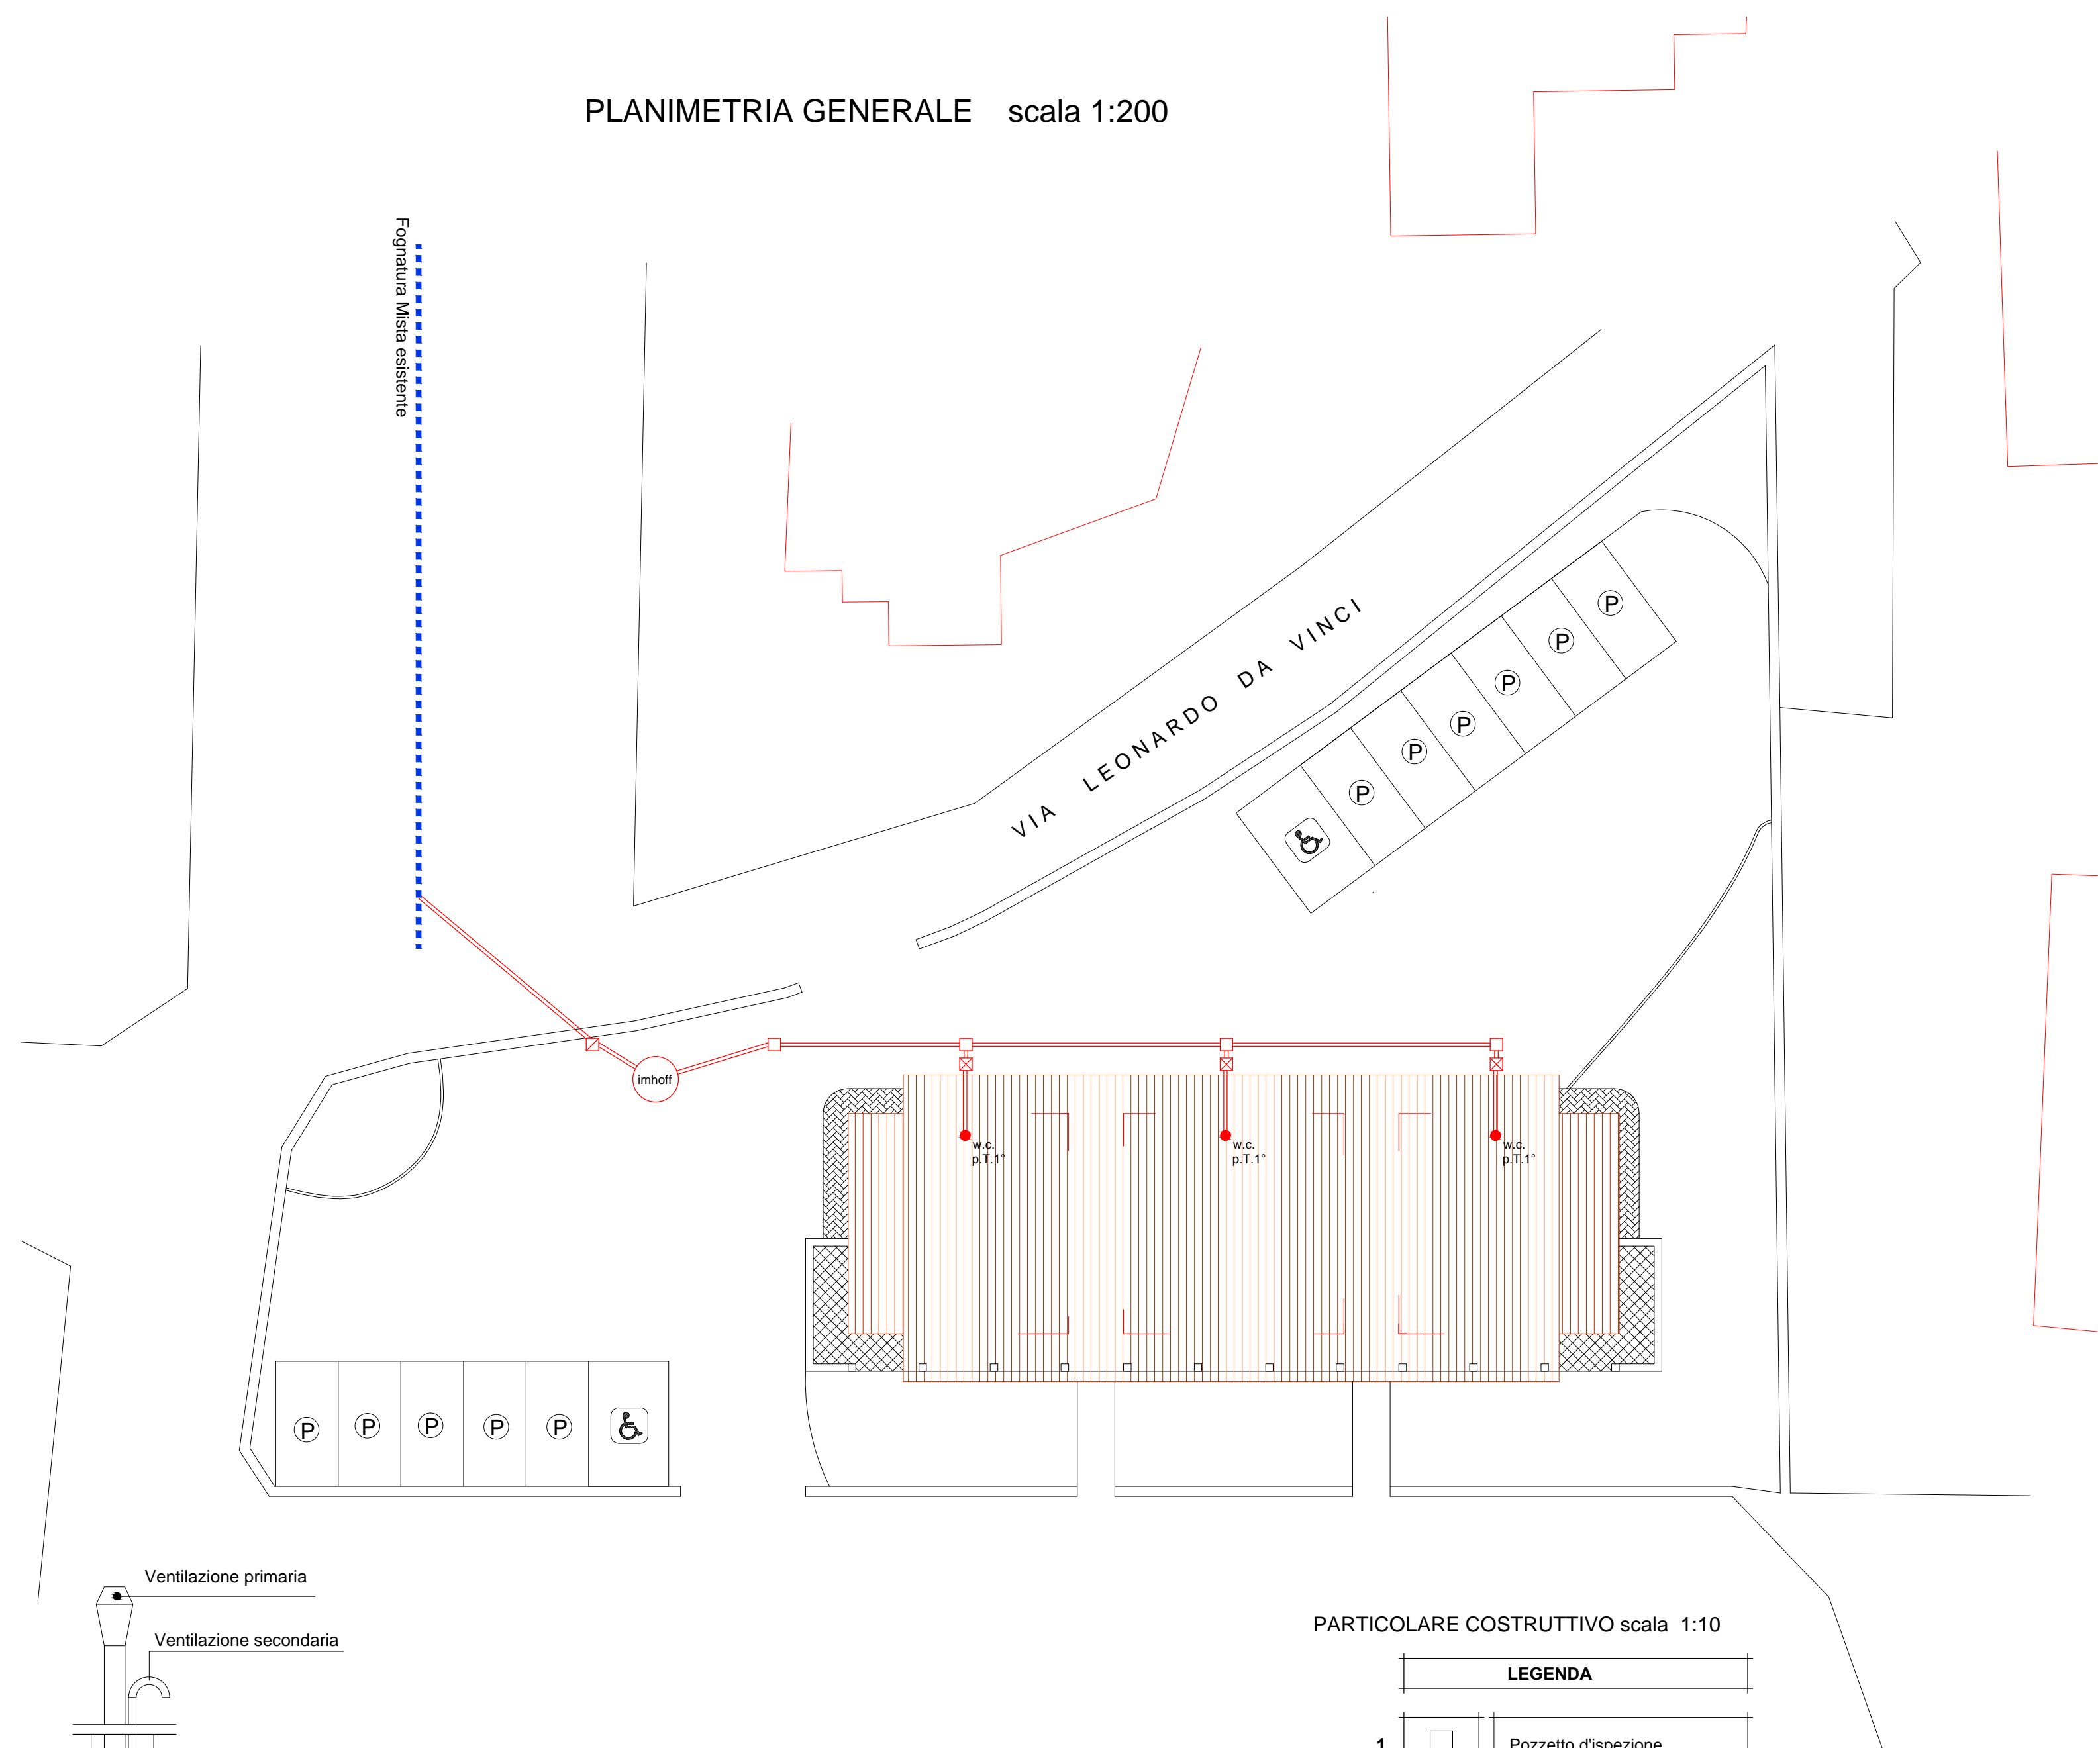 PLANIMETRIA GENERALE scala 1:200
Fognatura Mista esistente
VIA LEONARDO DA VINCI
P
P
P
P
P
P
imhoff
w.c.
p.T.1°
w.c.
p.T.1°
w.c.
p.T.1°
P
P
P
P
P
Ventilazione primaria
Ventilazione secondaria
PARTICOLARE COSTRUTTIVO scala 1:10
LEGENDA
1 Pozzetto d'ispezione